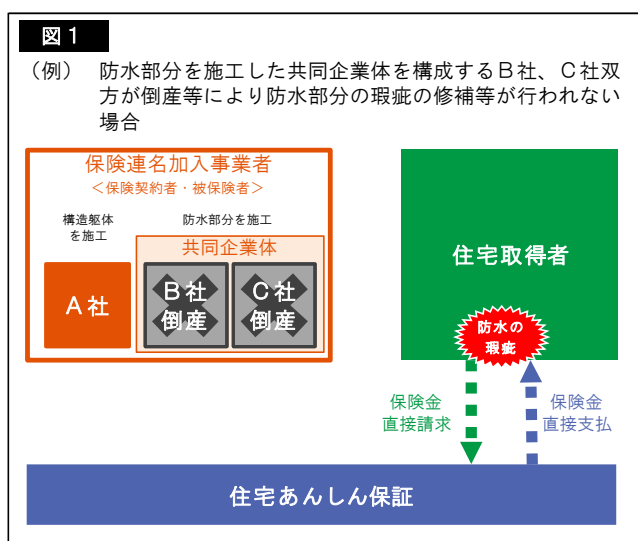 図１
（例）　防水部分を施工した共同企業体を構成するＢ社、Ｃ社双
方が倒産等により防水部分の瑕疵の修補等が行われない
場合
保険連名加入事業者
＜保険契約者・被保険者＞
構造躯体
を施工
防水部分を施工
共同企業体
Ａ社
Ｂ社
倒産
Ｃ社
倒産
住宅取得者
防水の
瑕疵
保険金
直接請求
保険金
直接支払
住宅あんしん保証